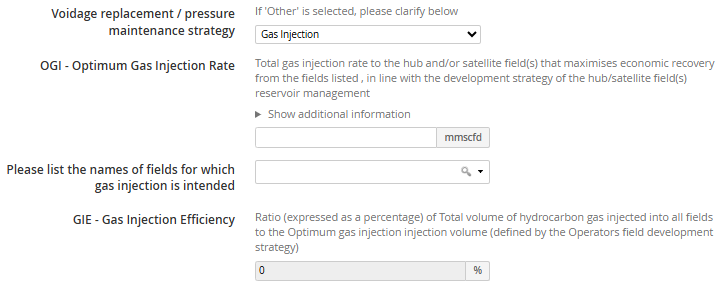 Voidage replacement / pressure maintenance strategy
If 'Other' is selected, please clarify below
Gas Injection
OGI - Optimum Gas Injection Rate
Total gas injection rate to the hub and/or satellite field(s) that maximises economic recovery
from the fields listed , in line with the development strategy of the hub/satellite field(s)
reservoir management
Show additional information
mmscfd
Please list the names of fields for which
gas injection is intended
GIE - Gas Injection Efficiency
Ratio (expressed as a percentage) of Total volume of hydrocarbon gas injected into all fields
to the Optimum gas injection injection volume (defined by the Operators field development
strategy)
0
%